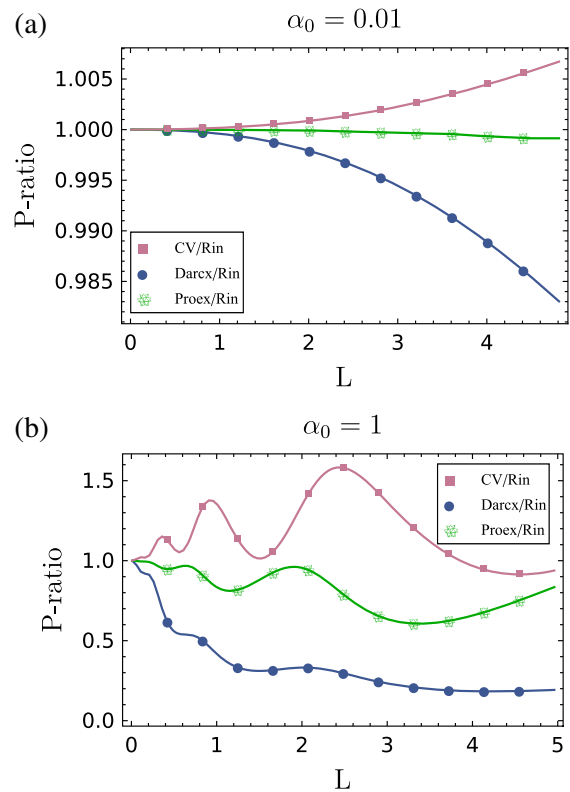 (a)
α₀ = 0.01
P-ratio
1.005
1.000
0.995
0.990
0.985
CV/Rin
Darcx/Rin
Proex/Rin
0 1 2 3 4
L
(b)
α₀ = 1
P-ratio
1.5
1.0
0.5
0.0
CV/Rin
Darcx/Rin
Proex/Rin
0 1 2 3 4 5
L